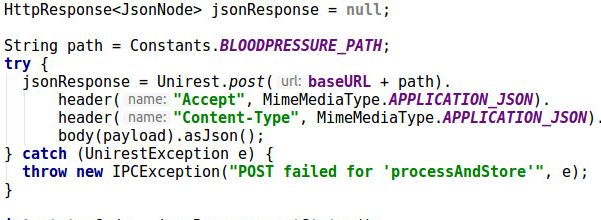 HttpResponse<JsonNode> jsonResponse = null;
String path = Constants.BLOODPRESSURE_PATH;
try {
jsonResponse = Unirest.post( url: baseURL + path).
header( name: "Accept", MimeMediaType.APPLICATION_JSON).
header( name: "Content-Type", MimeMediaType.APPLICATION_JSON).
body(payload).asJson();
} catch (UnirestException e) {
throw new IPCException("POST failed for 'processAndStore'", e);
}